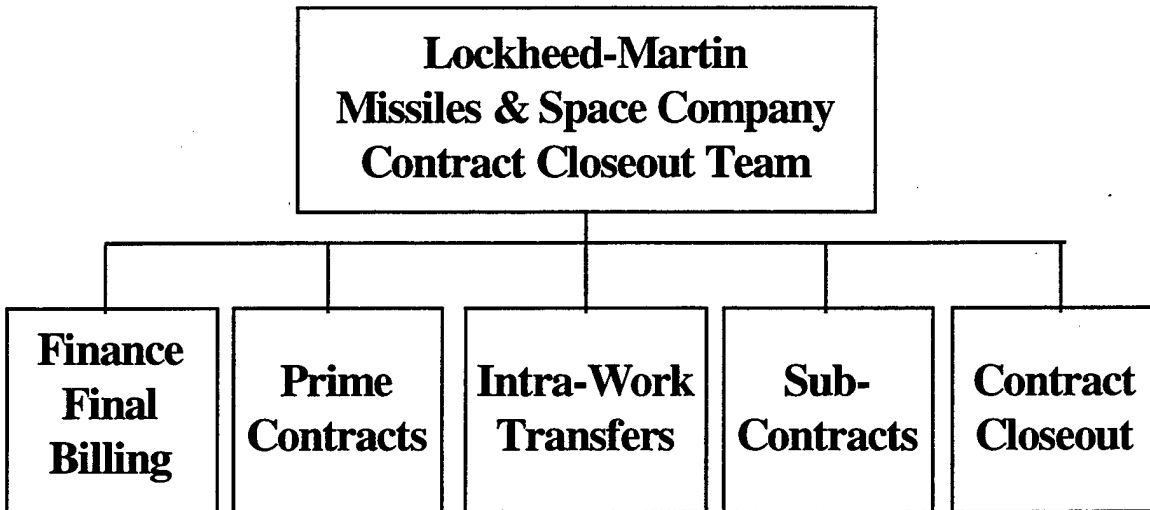 Lockheed-Martin
Missiles & Space Company
Contract Closeout Team
Finance
Final
Billing
Prime
Contracts
Intra-Work
Transfers
Sub-
Contracts
Contract
Closeout